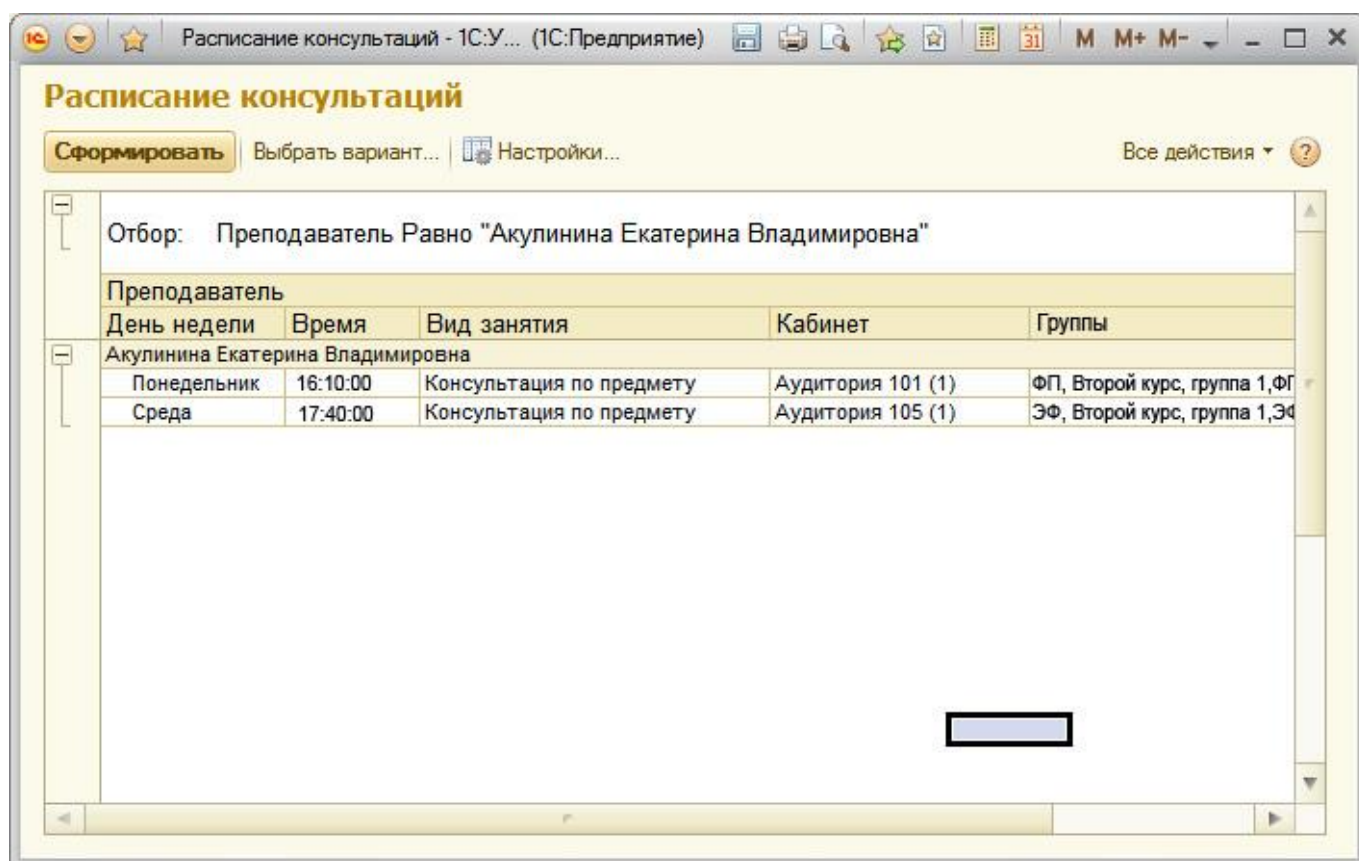 Расписание консультаций - 1С:У... (1С:Предприятие) 31 M M+ M-
Расписание консультаций
Сформировать Выбрать вариант... Настройки... Все действия ?
Отбор: Преподаватель Равно "Акулинина Екатерина Владимировна"
Преподаватель
День недели Время Вид занятия Кабинет Группы
Акулинина Екатерина Владимировна
Понедельник 16:10:00 Консультация по предмету Аудитория 101 (1) ФП, Второй курс, группа 1,ФП
Среда 17:40:00 Консультация по предмету Аудитория 105 (1) ЭФ, Второй курс, группа 1,ЭФ